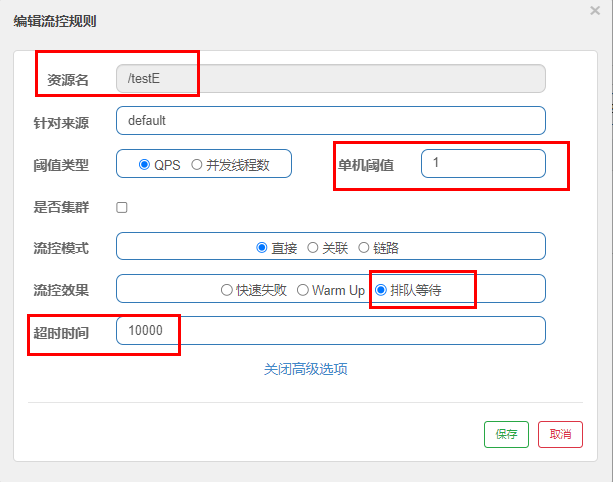 编辑流控规则
×
资源名 /testE
针对来源 default
阈值类型 QPS 并发线程数 单机阈值 1
是否集群
流控模式 直接 关联 链路
流控效果 快速失败 Warm Up 排队等待
超时时间 10000
关闭高级选项
保存 取消